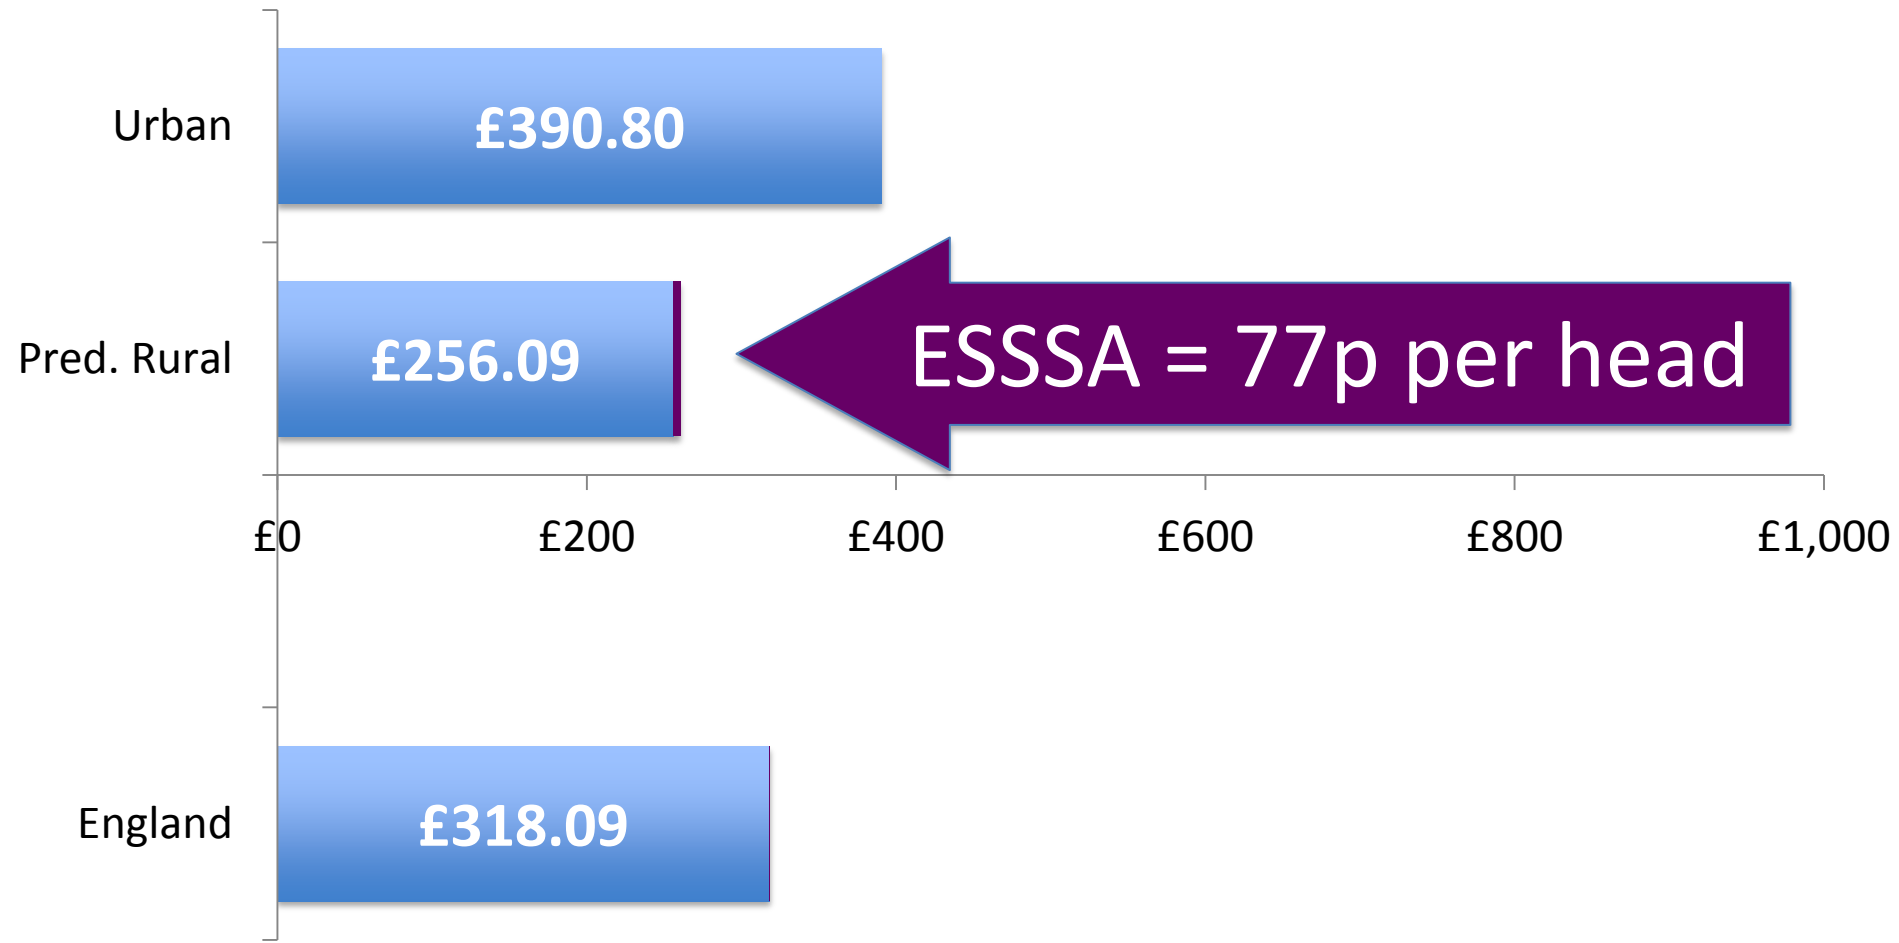 Urban
£390.80
Pred. Rural
£256.09
ESSSA = 77p per head
£0 £200 £400 £600 £800 £1,000
England
£318.09